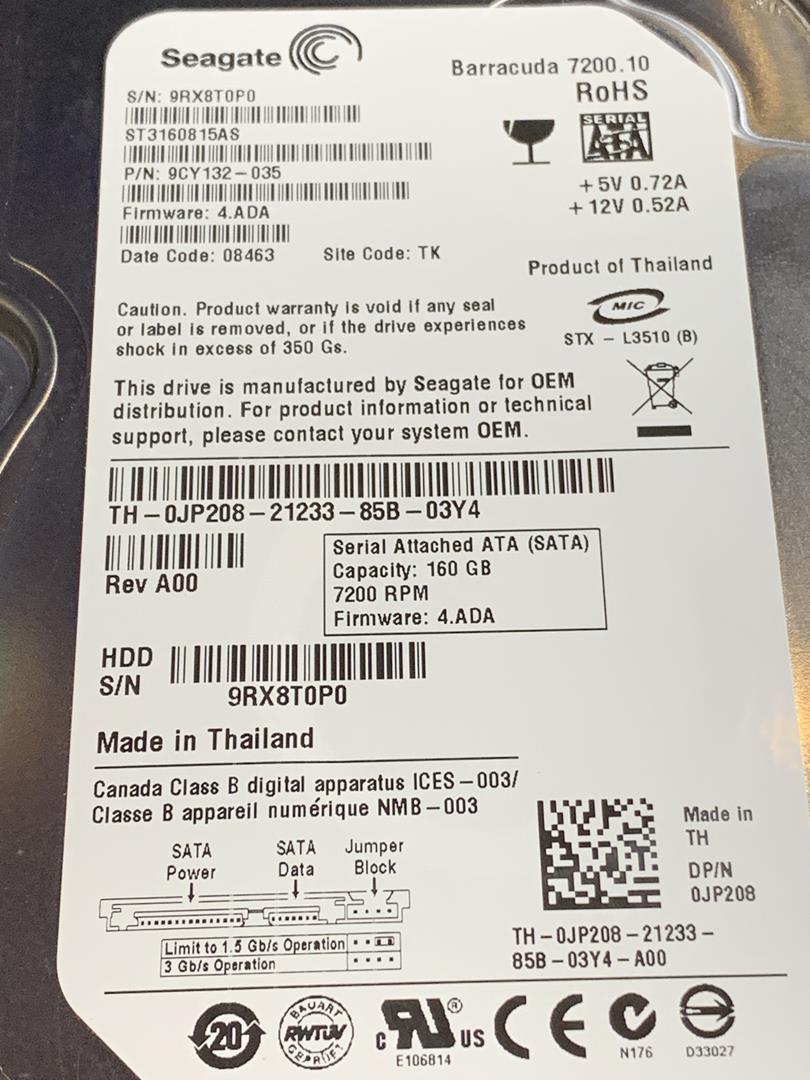 Seagate
Barracuda 7200.10
RoHS
S/N: 9RX8T0P0
ST3160815AS
SERIAL
ATA
P/N: 9CY132-035
+5V 0.72A
+12V 0.52A
Firmware: 4.ADA
Date Code: 08463
Site Code: TK
Product of Thailand
MIC
STX - L3510 (B)
Caution. Product warranty is void if any seal
or label is removed, or if the drive experiences
shock in excess of 350 Gs.
This drive is manufactured by Seagate for OEM
distribution. For product information or technical
support, please contact your system OEM.
TH-0JP208-21233-85B-03Y4
Rev A00
Serial Attached ATA (SATA)
Capacity: 160 GB
7200 RPM
Firmware: 4.ADA
HDD
S/N
9RX8T0P0
Made in Thailand
Canada Class B digital apparatus ICES-003/
Classe B appareil numérique NMB-003
SATA
Power
SATA
Data
Jumper
Block
Limit to 1.5 Gb/s Operation
3 Gb/s Operation
Made in
TH
DP/N
0JP208
TH-0JP208-21233-
85B-03Y4-A00
20
BAUART
RWTÜV
GEPRÜFT
C
US
®
E106814
CE
N176
D33027